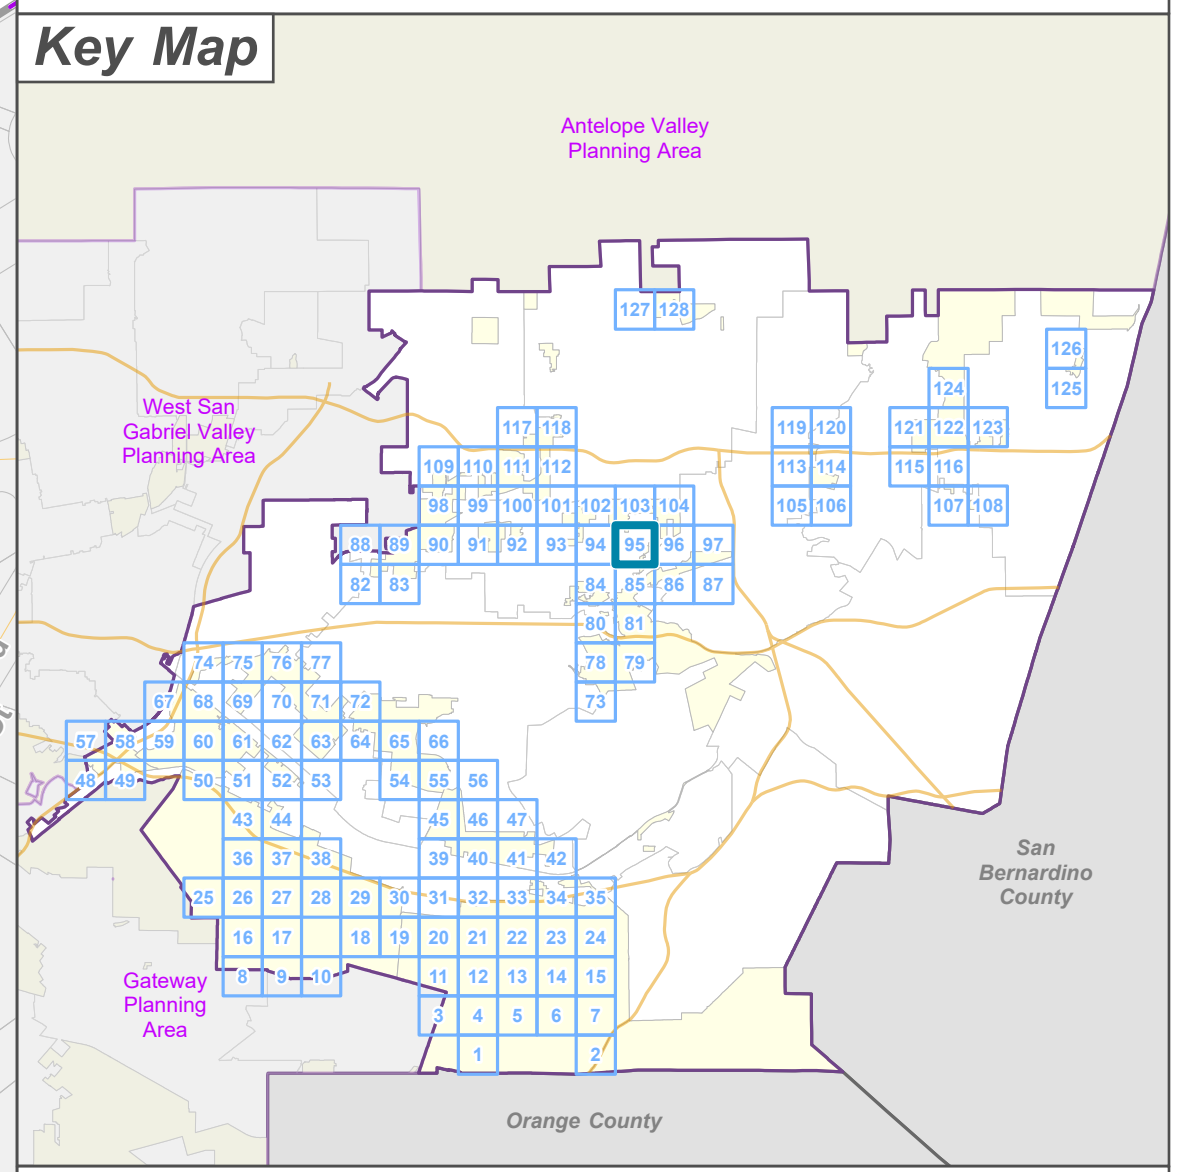 Key Map
Antelope Valley
Planning Area
127 128
126
124 125
West San
Gabriel Valley
Planning Area
117 118 119 120 121 122 123
109 110 111 112 113 114 115 116
98 99 100 101 102 103 104 105 106 107 108
88 89 90 91 92 93 94 95 96 97
82 83 84 85 86 87
80 81
74 75 76 77 78 79
67 68 69 70 71 72 73
57 58 59 60 61 62 63 64 65 66
48 49 50 51 52 53 54 55 56
43 44 45 46 47
36 37 38 39 40 41 42
San
Bernardino
County
25 26 27 28 29 30 31 32 33 34 35
16 17 18 19 20 21 22 23 24
8 9 10 11 12 13 14 15
Gateway
Planning
Area
3 4 5 6 7
1 2
Orange County